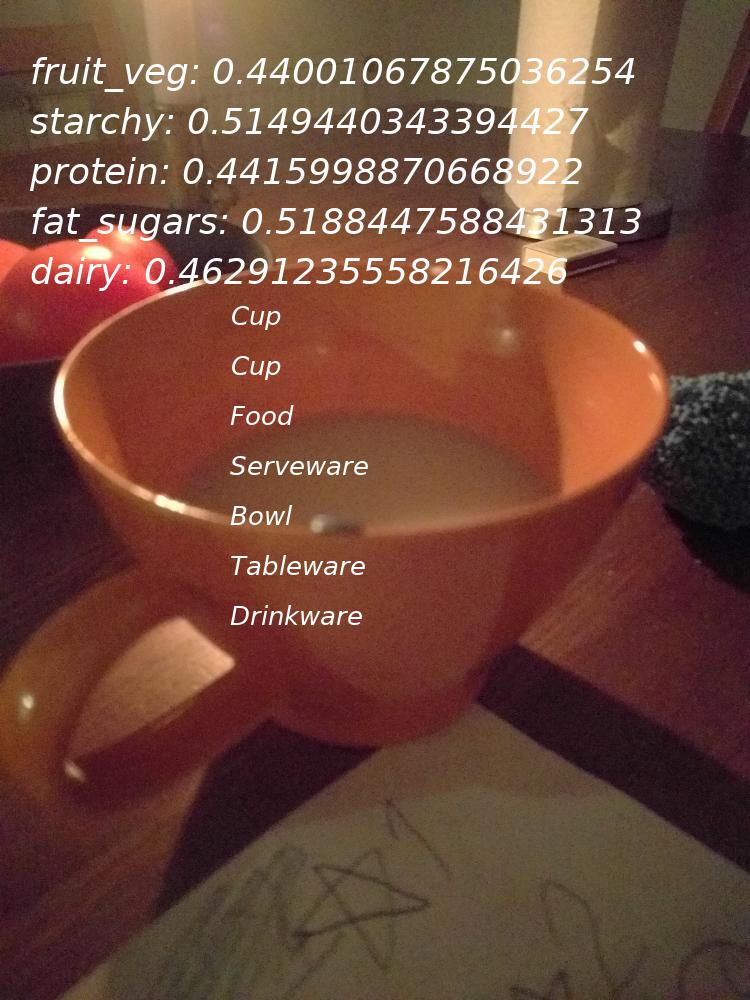 fruit_veg: 0.44001067875036254
starchy: 0.5149440343394427
protein: 0.4415998870668922
fat_sugars: 0.5188447588431313
dairy: 0.46291235558216426
Cup
Cup
Food
Serveware
Bowl
Tableware
Drinkware